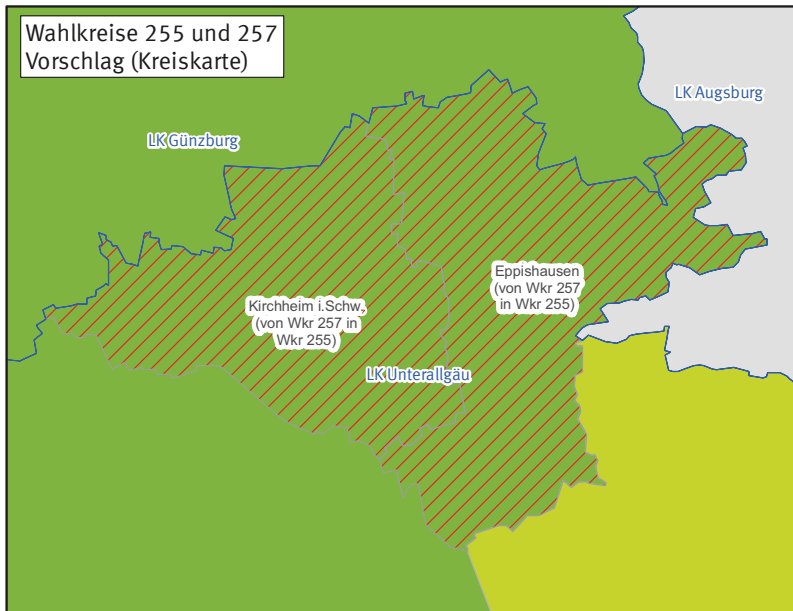 Wahlkreise 255 und 257
Vorschlag (Kreiskarte)
LK Augsburg
LK Günzburg
Eppishausen
(von Wkr 257
in Wkr 255)
Kirchheim i.Schw.
(von Wkr 257 in
Wkr 255)
LK Unterallgäu